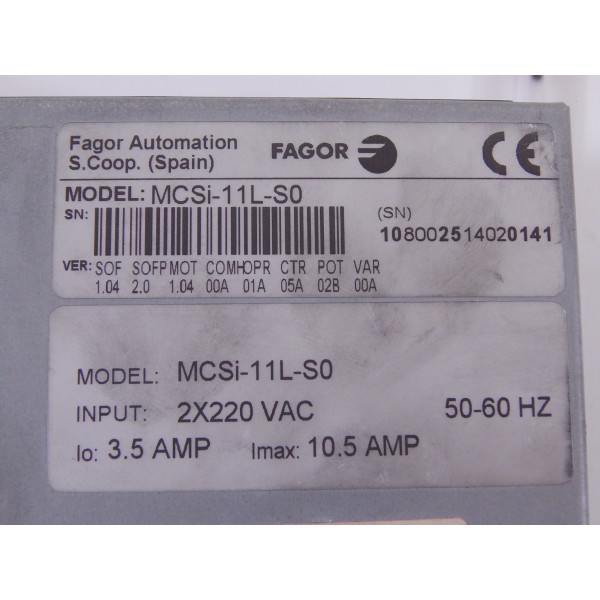 Fagor Automation
S.Coop. (Spain)
FAGOR
CE
MODEL: MCSi-11L-S0
SN:
(SN)
108002514020141
VER: SOF SOFP MOT COM HOPR CTR POT VAR
1.04 2.0 1.04 00A 01A 05A 02B 00A
MODEL: MCSi-11L-S0
INPUT: 2X220 VAC 50-60 HZ
Io: 3.5 AMP Imax: 10.5 AMP